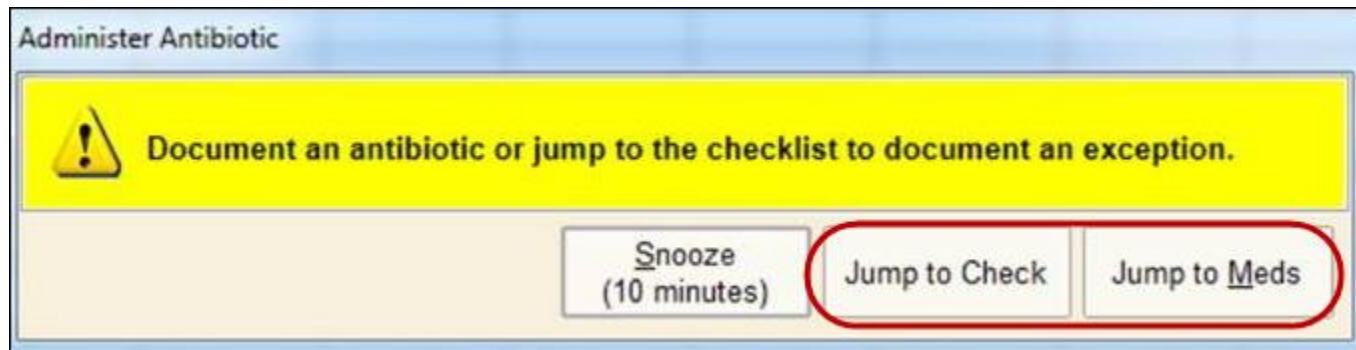 Administer Antibiotic
Document an antibiotic or jump to the checklist to document an exception.
Snooze
(10 minutes)
Jump to Check
Jump to Meds